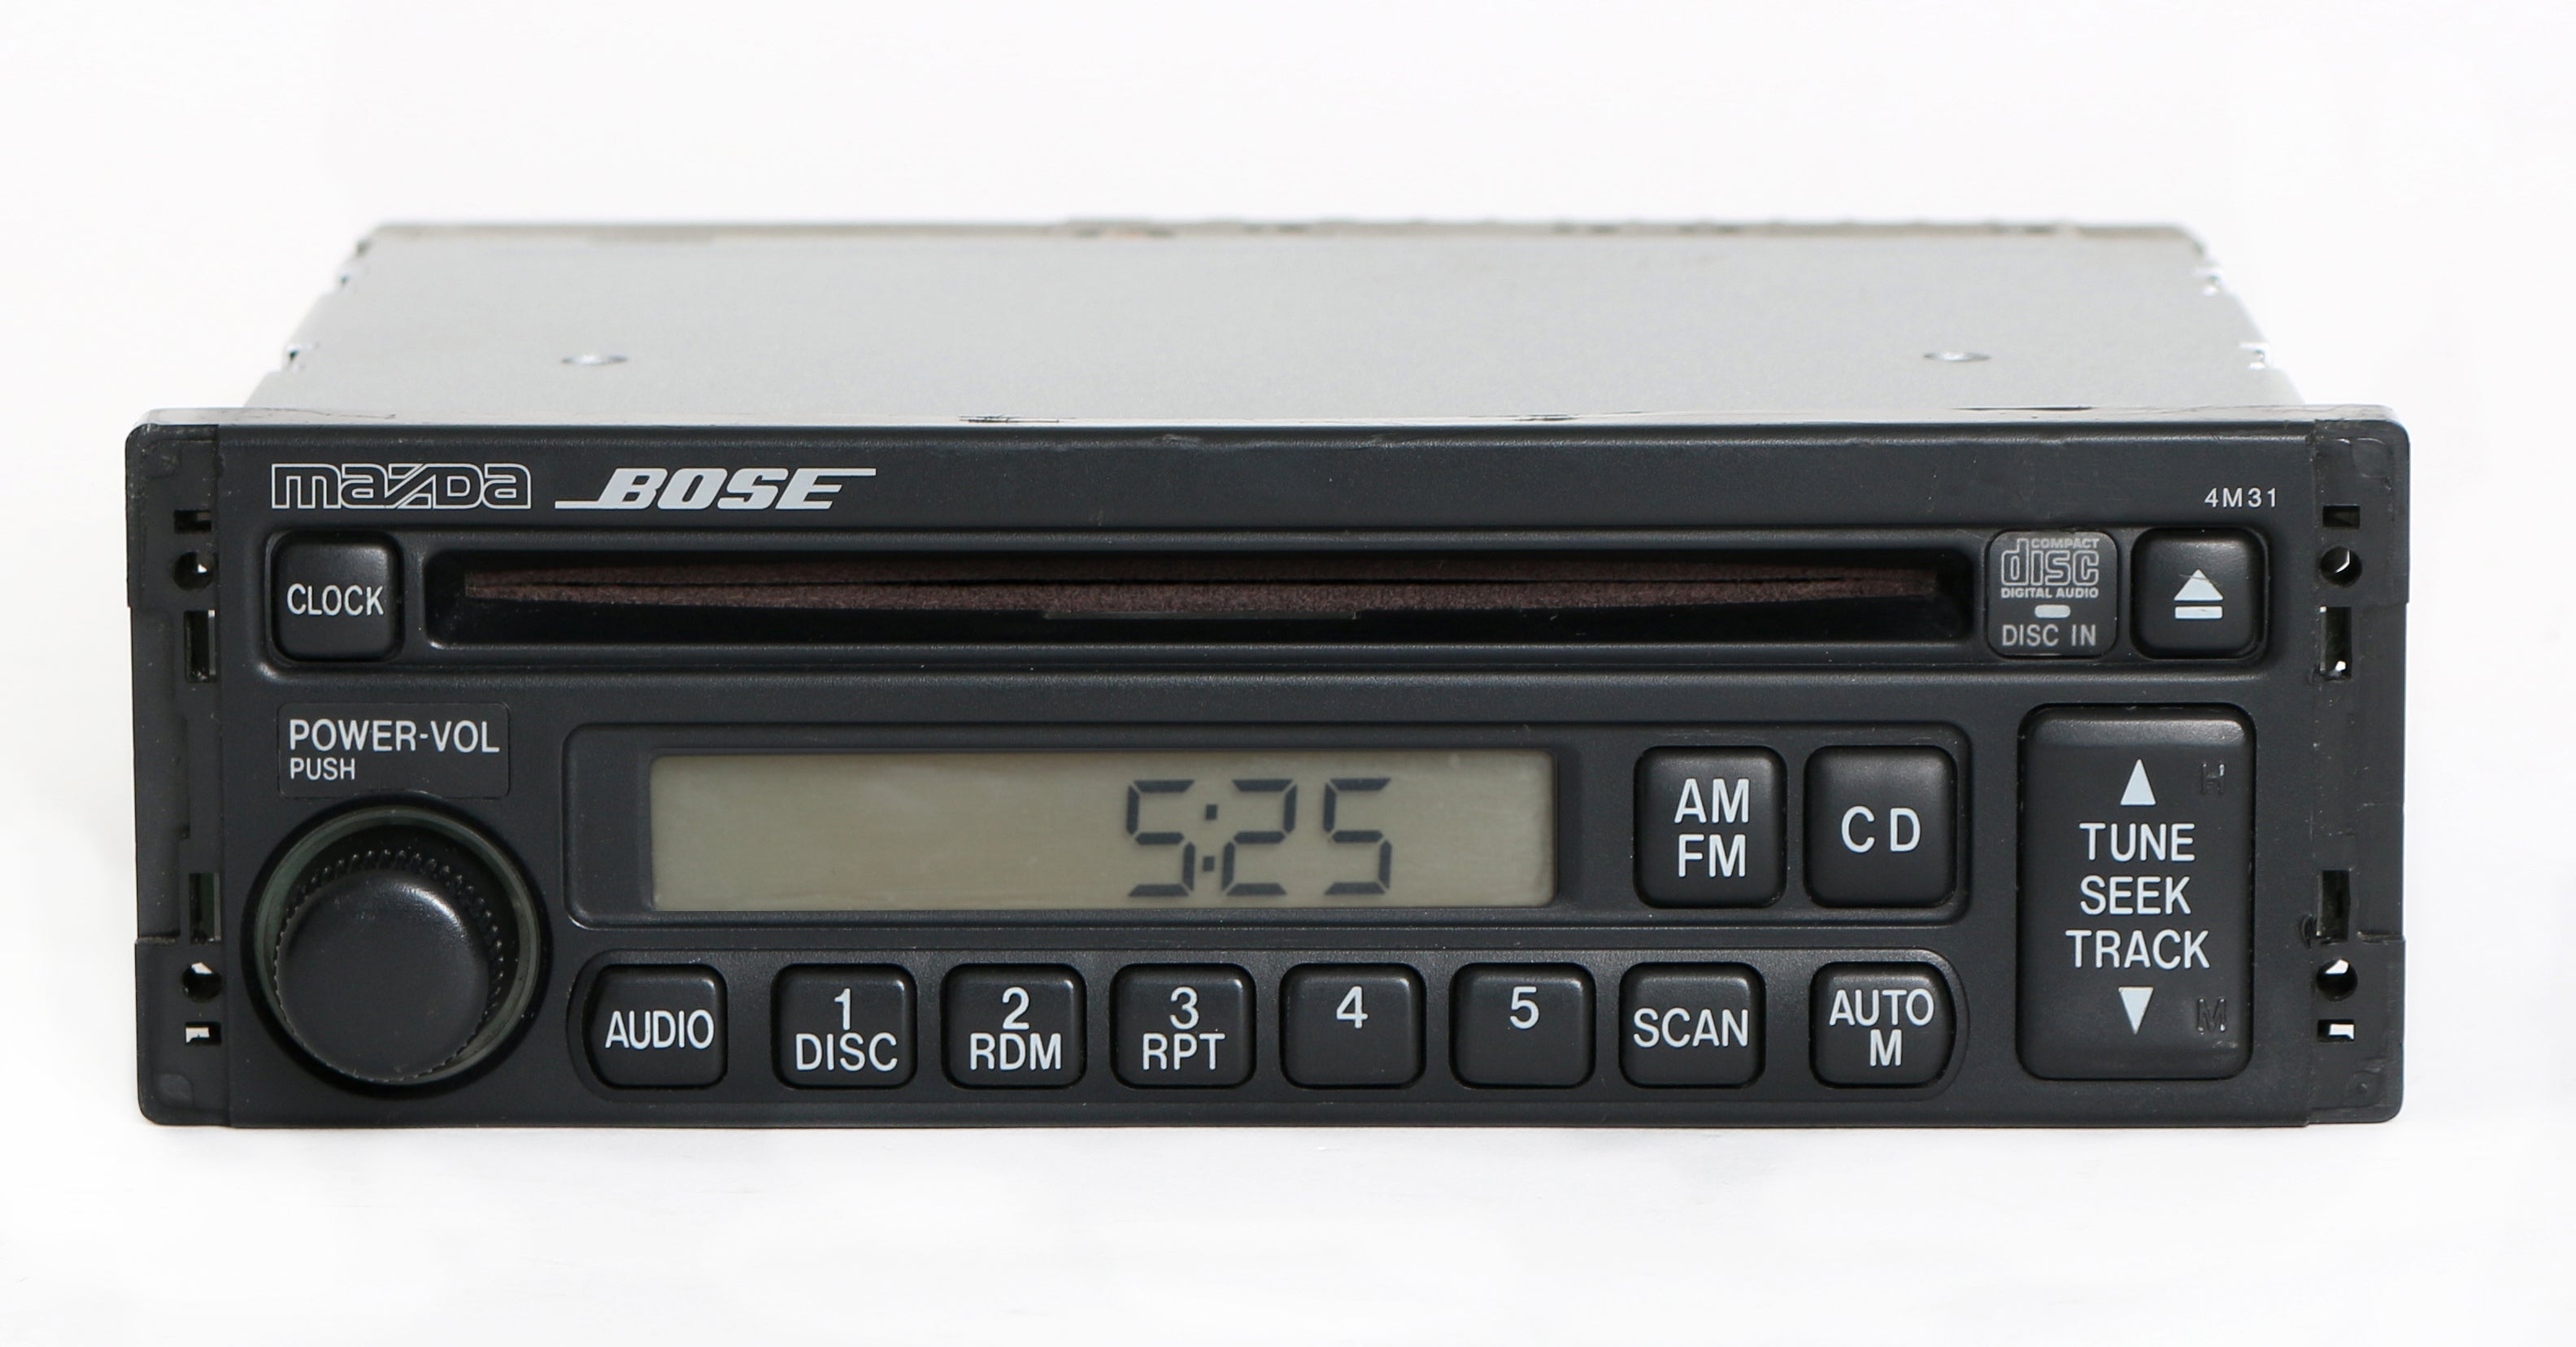 mazda BOSE
4M31
CLOCK
COMPACT
disc
DIGITAL AUDIO
DISC IN
POWER-VOL
PUSH
5:25
AM
FM
CD
H
TUNE
SEEK
TRACK
M
AUDIO
1
DISC
2
RDM
3
RPT
4
5
SCAN
AUTO
M